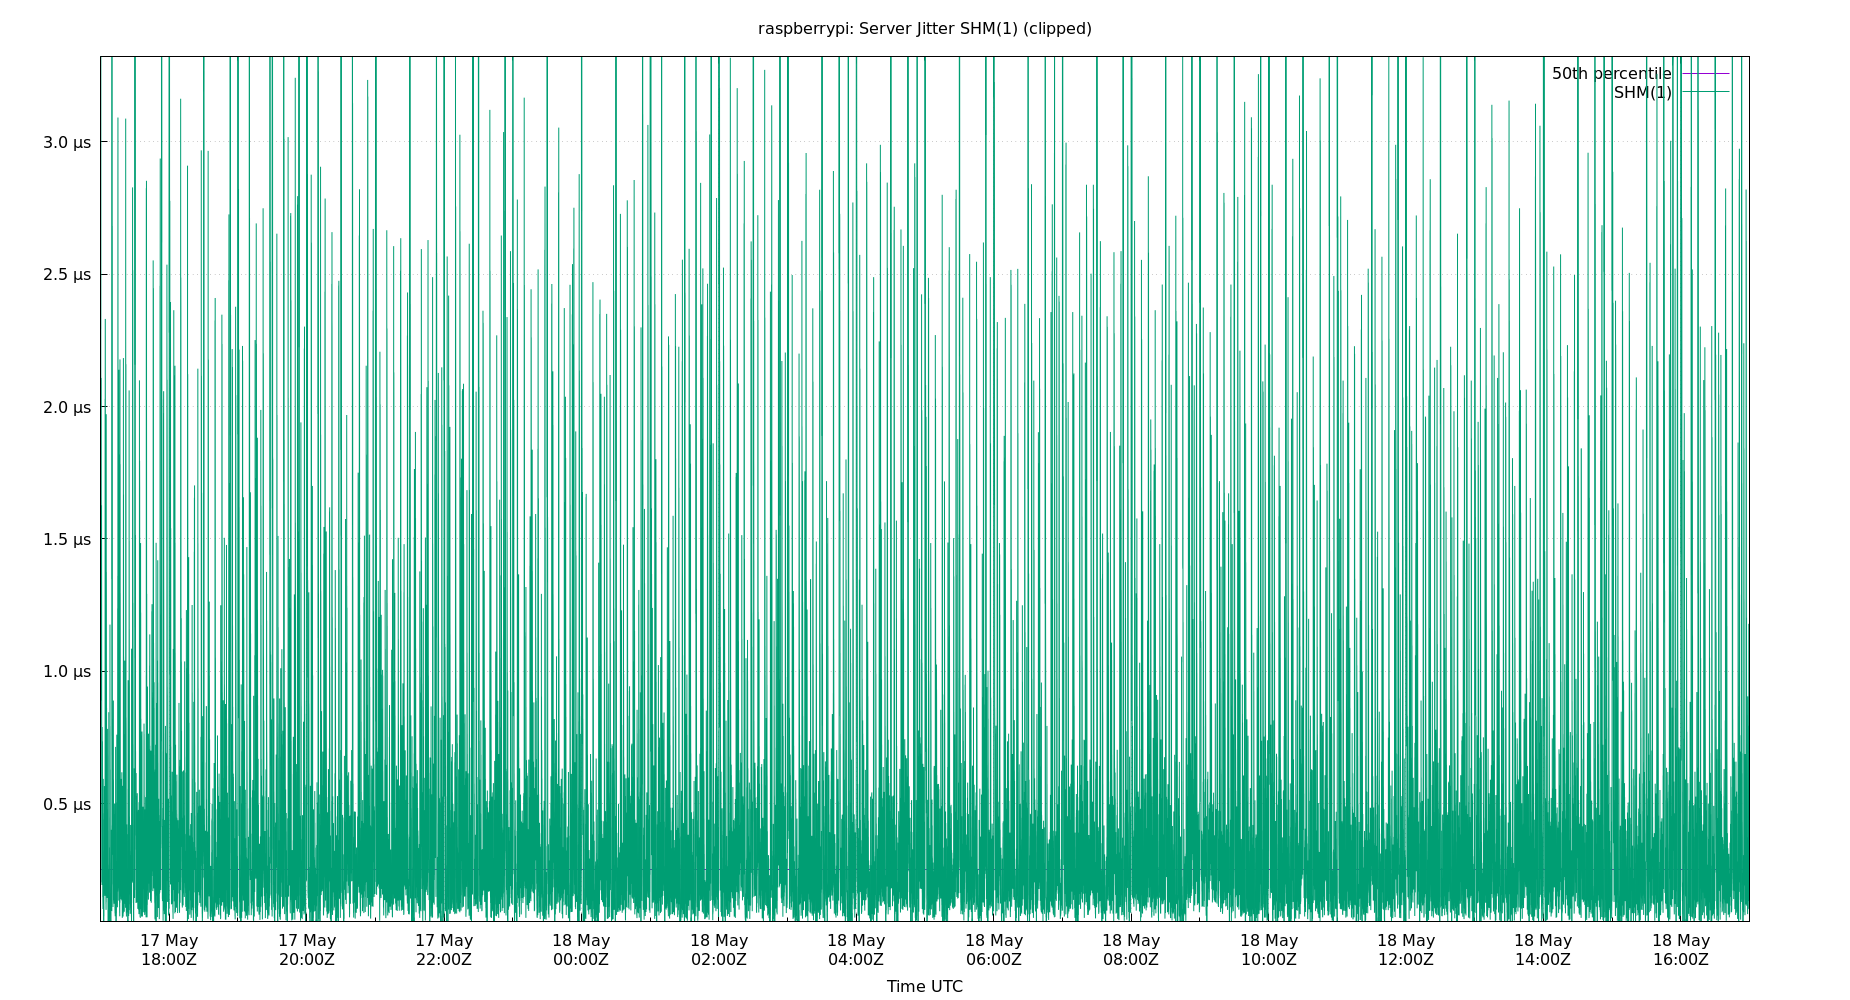 raspberrypi: Server Jitter SHM(1) (clipped)
50th percentile
SHM(1)
3.0 µs
2.5 µs
2.0 µs
1.5 µs
1.0 µs
0.5 µs
17 May 17 May 17 May 18 May 18 May 18 May 18 May 18 May 18 May 18 May 18 May 18 May
18:00Z 20:00Z 22:00Z 00:00Z 02:00Z 04:00Z 06:00Z 08:00Z 10:00Z 12:00Z 14:00Z 16:00Z
Time UTC